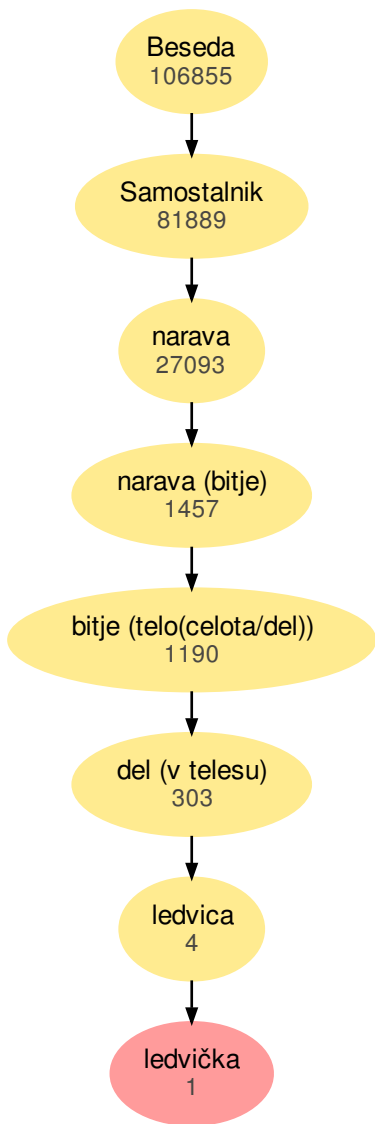 Beseda
106855
Samostalnik
81889
narava
27093
narava (bitje)
1457
bitje (telo(celota/del))
1190
del (v telesu)
303
ledvica
4
ledvička
1